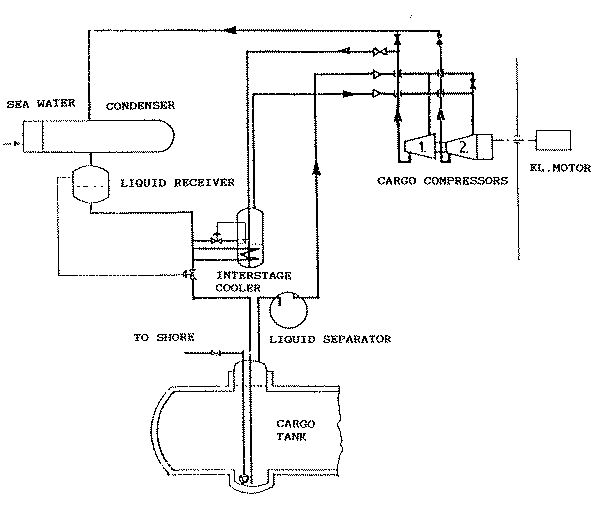 SEA WATER
CONDENSER
LIQUID RECEIVER
1.
2.
CARGO COMPRESSORS
EL.MOTOR
INTERSTAGE
COOLER
TO SHORE
LIQUID SEPARATOR
CARGO
TANK